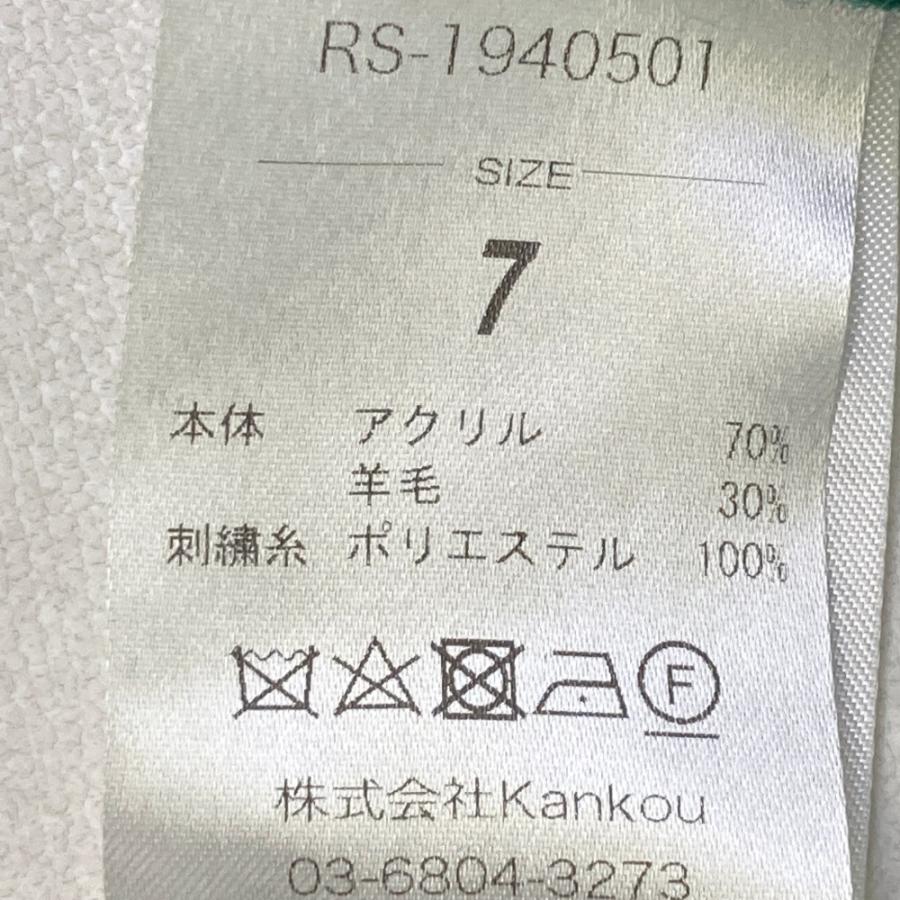 RS-1940501
SIZE
7
本体 アクリル 70%
羊毛 30%
刺繍糸 ポリエステル 100%
F
株式会社Kankou
03-6804-3273